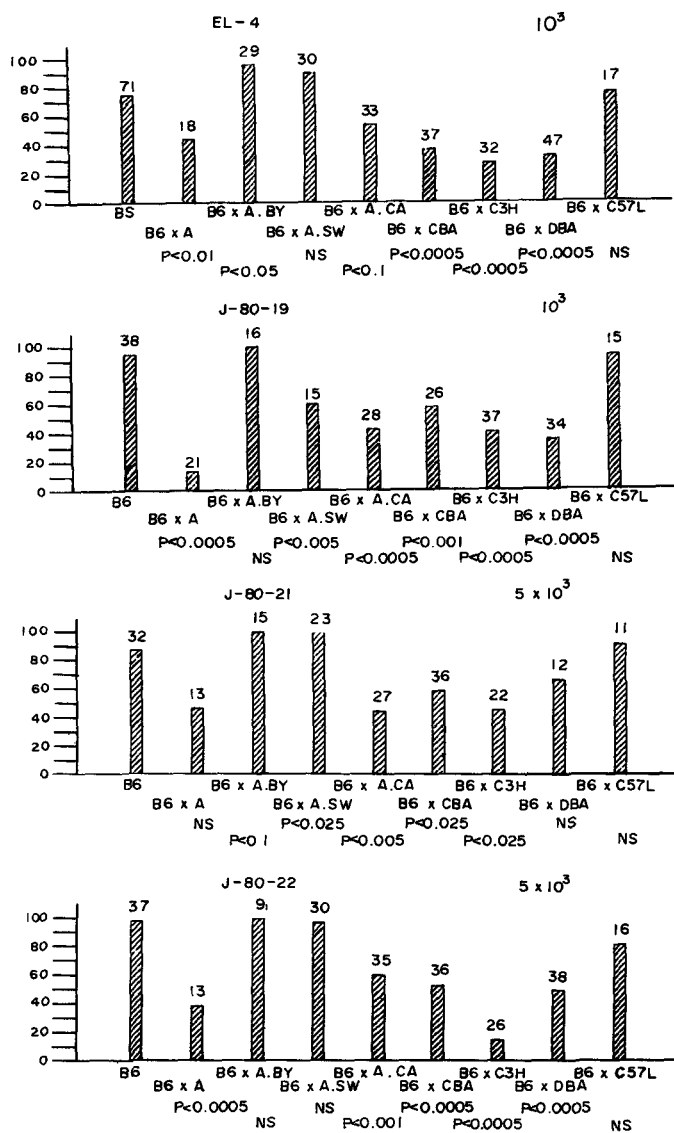 EL-4 10³
100
80
60
40
20
0
71 18 29 30 33 37 32 47 17
BS B6 x A.BY B6 x A.CA B6 x C3H B6 x C57L
B6 x A B6 x A.SW B6 x CBA B6 x DBA
P<0.01 NS P<0.0005 P<0.0005 NS
P<0.05 P<0.1 P<0.0005
J-80-19 10³
100
80
60
40
20
0
38 21 16 15 28 26 37 34 15
B6 B6 x A.BY B6 x A.CA B6 x C3H B6 x C57L
B6 x A B6 x A.SW B6 x CBA B6 x DBA
P<0.0005 P<0.005 P<0.001 P<0.0005
NS P<0.0005 P<0.0005 NS
J-80-21 5 x 10³
100
80
60
40
20
0
32 13 15 23 27 36 22 12 11
B6 B6 x A.BY B6 x A.CA B6 x C3H B6 x C57L
B6 x A B6 x A.SW B6 x CBA B6 x DBA
NS P<0.025 P<0.025 NS
P<0.1 P<0.005 P<0.025 NS
J-80-22 5 x 10³
100
80
60
40
20
0
37 13 9 30 35 36 26 38 16
B6 B6 x A.BY B6 x A.CA B6 x C3H B6 x C57L
B6 x A B6 x A.SW B6 x CBA B6 x DBA
P<0.0005 NS P<0.0005 P<0.0005
NS P<0.001 P<0.0005 NS